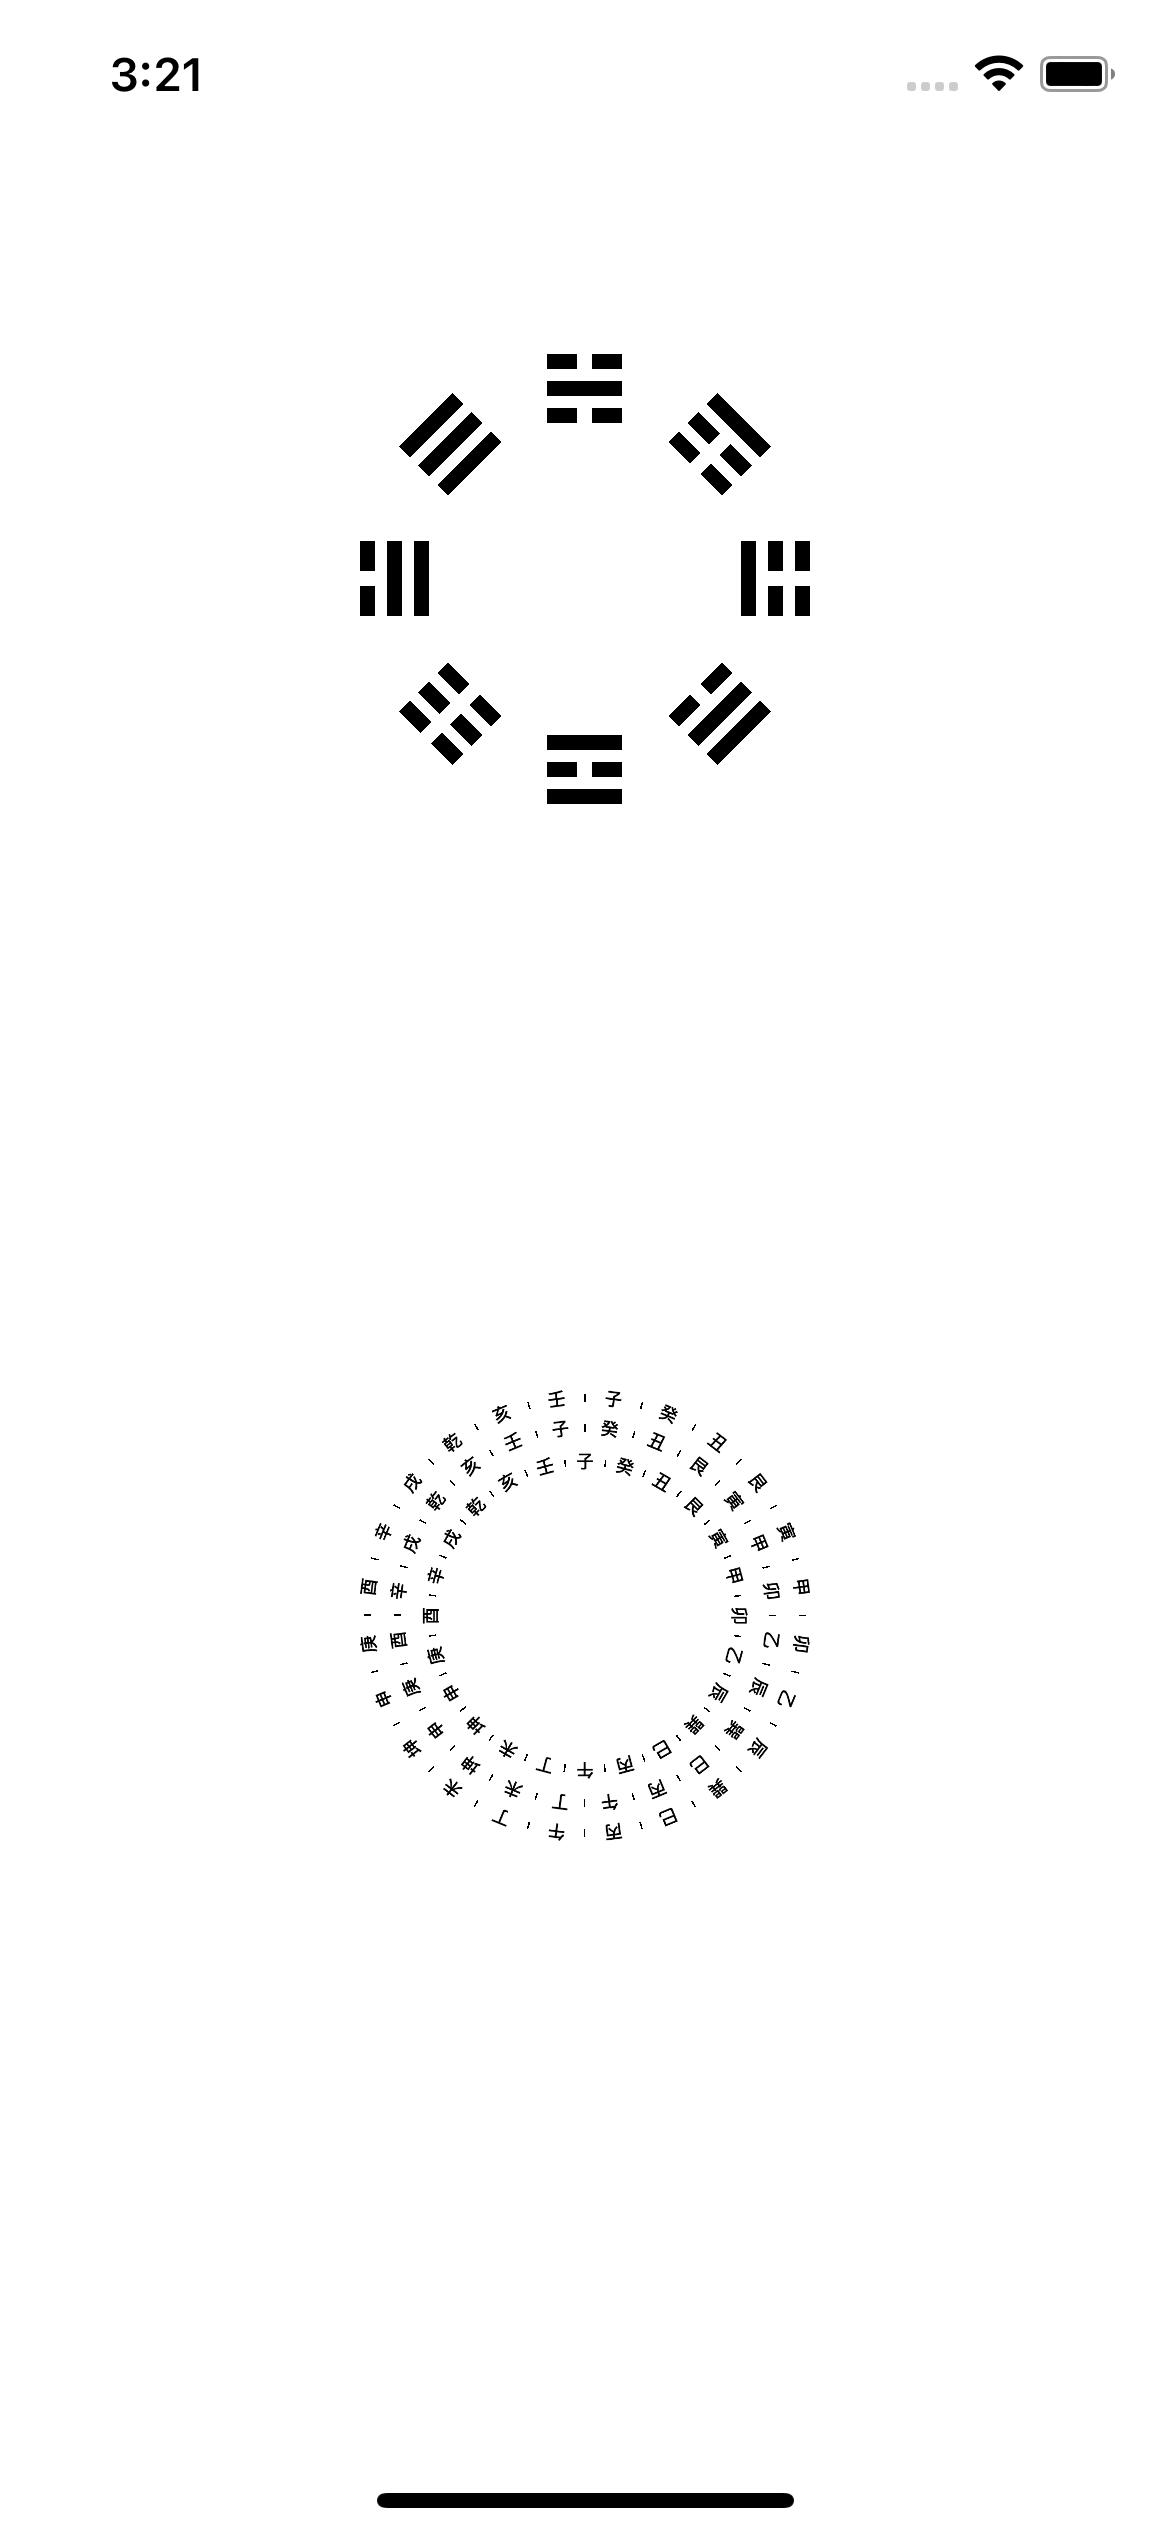 3:21
壬 子 癸 丑 艮 寅 甲 卯 乙 辰 巽 巳 丙 午 丁 未 坤 申 庚 酉 辛 戌 乾 亥
子 癸 丑 艮 寅 甲 卯 乙 辰 巽 巳 丙 午 丁 未 坤 申 庚 酉 辛 戌 乾 亥 壬
子 癸 丑 艮 寅 甲 卯 乙 辰 巽 巳 丙 午 丁 未 坤 申 庚 酉 辛 戌 乾 亥 壬